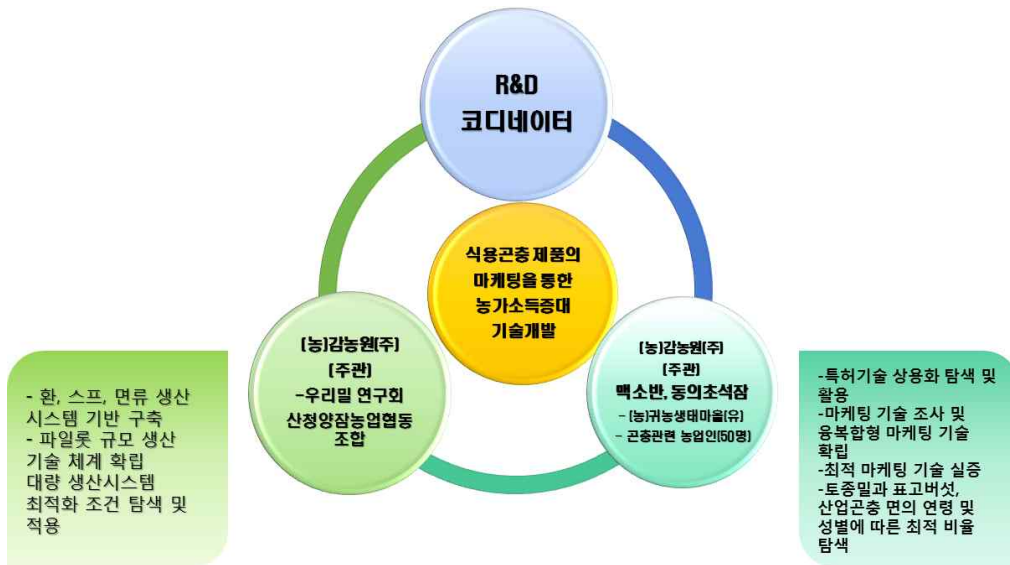 R&D
코디네이터
식용곤충 제품의
마케팅을 통한
농가소득증대
기술개발
(농)감농원(주)
(주관)
-우리밀 연구회
산청양잠농업협동
조합
(농)감농원(주)
(주관)
맥소반, 동의초석잠
- (농)귀농생태마을(유)
- 곤충관련 농업인(50명)
- 환, 스프, 면류 생산
시스템 기반 구축
- 파일롯 규모 생산
기술 체계 확립
대량 생산시스템
최적화 조건 탐색 및
적용
-특허기술 상용화 탐색 및
활용
-마케팅 기술 조사 및
융복합형 마케팅 기술
확립
-최적 마케팅 기술 실증
-토종밀과 표고버섯,
산업곤충 면의 연령 및
성별에 따른 최적 비율
탐색